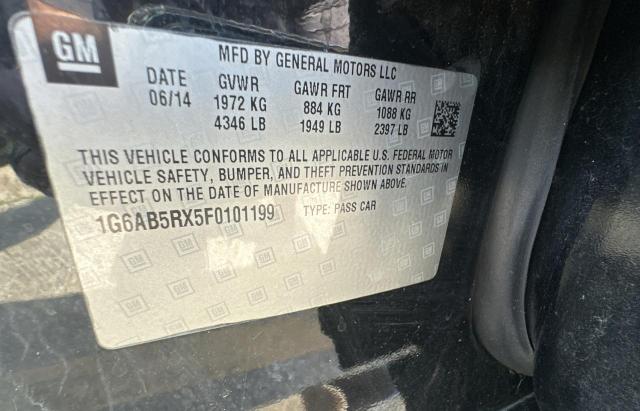 GM
MFD BY GENERAL MOTORS LLC
DATE GVWR GAWR FRT GAWR RR
06/14 1972 KG 884 KG 1088 KG
4346 LB 1949 LB 2397 LB
THIS VEHICLE CONFORMS TO ALL APPLICABLE U.S. FEDERAL MOTOR
VEHICLE SAFETY, BUMPER, AND THEFT PREVENTION STANDARDS IN
EFFECT ON THE DATE OF MANUFACTURE SHOWN ABOVE.
1G6AB5RX5F0101199 TYPE: PASS CAR